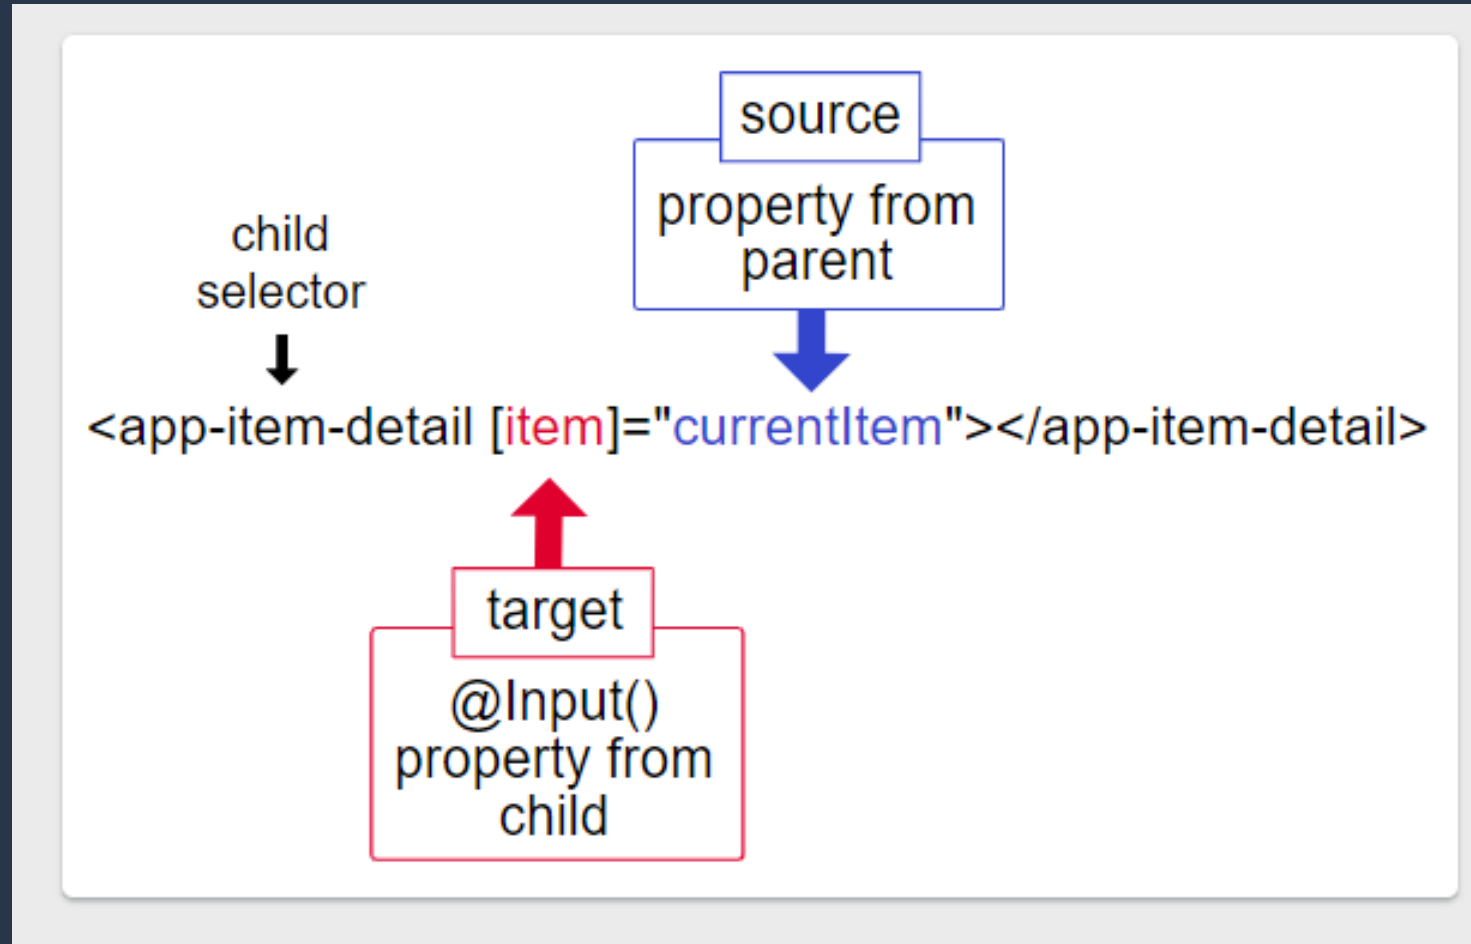 source
property from
parent
child
selector
<app-item-detail [item]="currentItem"></app-item-detail>
target
@Input()
property from
child